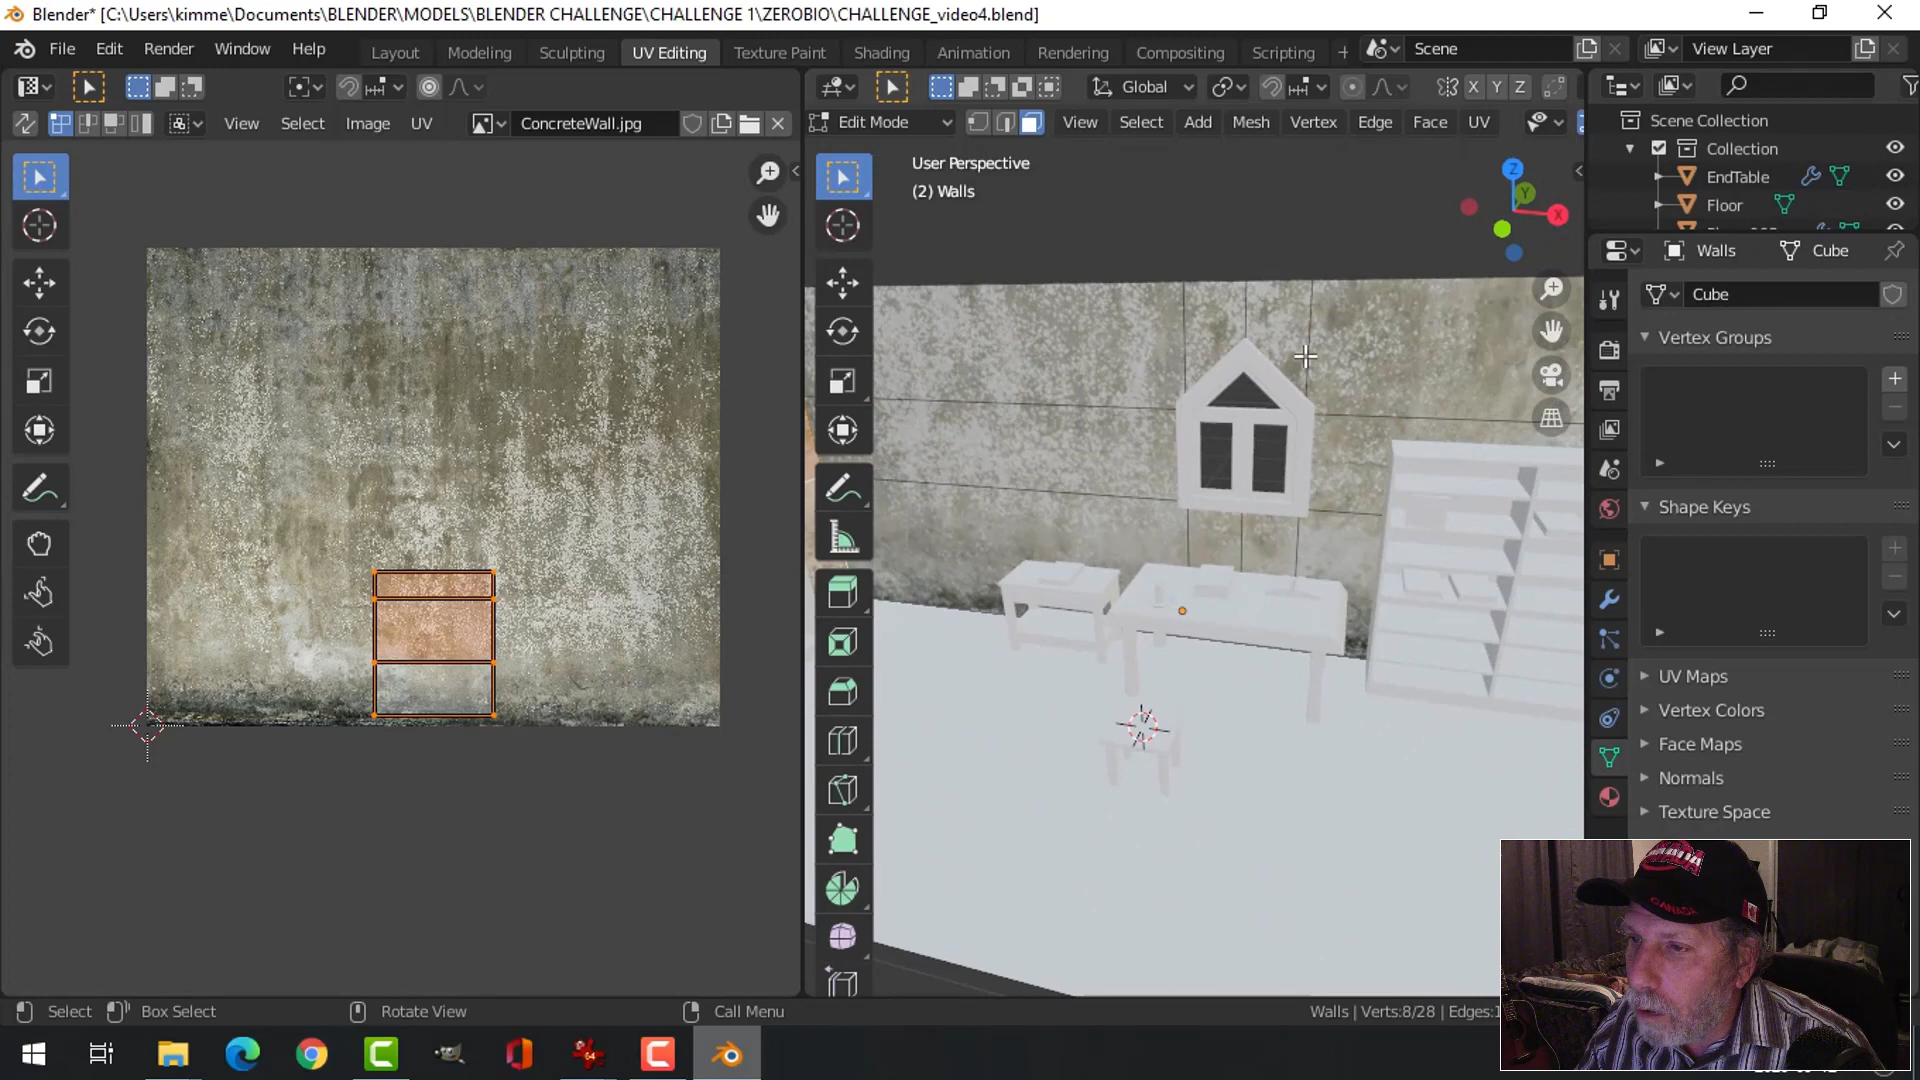 Blender* [C:\Users\kimme\Documents\BLENDER\MODELS\BLENDER CHALLENGE\CHALLENGE 1\ZEROBIO\CHALLENGE_video4.blend]
File Edit Render Window Help Layout Modeling Sculpting UV Editing Texture Paint Shading Animation Rendering Compositing Scripting + Scene View Layer
Global X Y Z
View Select Image UV ConcreteWall.jpg Edit Mode View Select Add Mesh Vertex Edge Face UV
Scene Collection
Collection
EndTable
Floor
User Perspective
(2) Walls
Z
Y
X
Walls Cube
Cube
Vertex Groups
Shape Keys
UV Maps
Vertex Colors
Face Maps
Normals
Texture Space
CANADA
Select Box Select Rotate View Call Menu Walls | Verts:8/28 | Edges:1
64